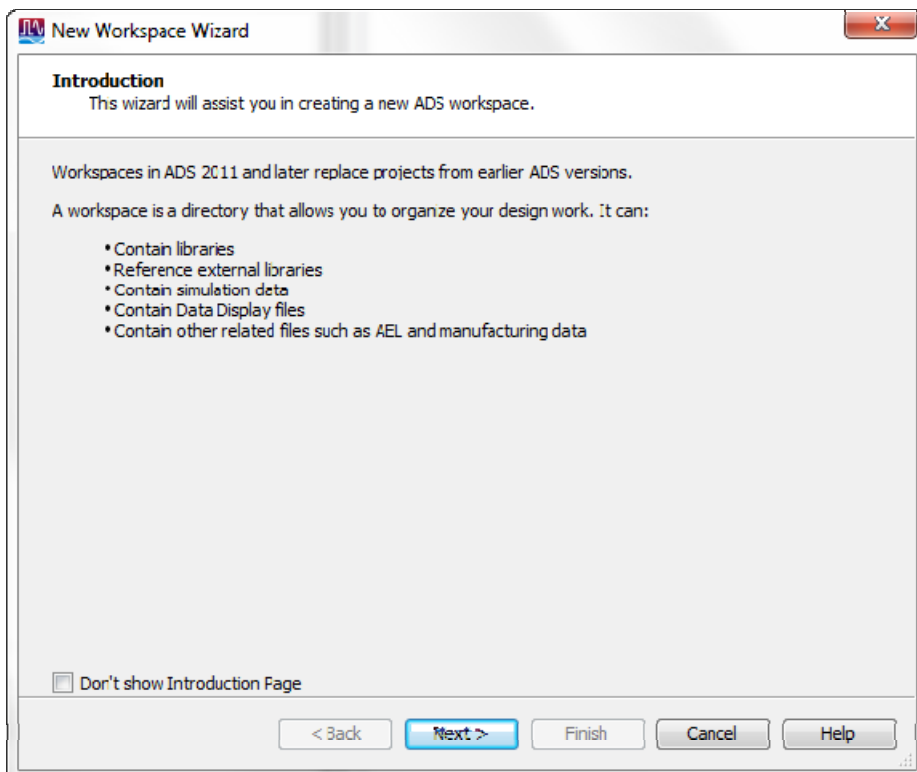 New Workspace Wizard
Introduction
This wizard will assist you in creating a new ADS workspace.
Workspaces in ADS 2011 and later replace projects from earlier ADS versions.
A workspace is a directory that allows you to organize your design work. It can:
• Contain libraries
• Reference external libraries
• Contain simulation data
• Contain Data Display files
• Contain other related files such as AEL and manufacturing data
Don't show Introduction Page
< Back Next > Finish Cancel Help